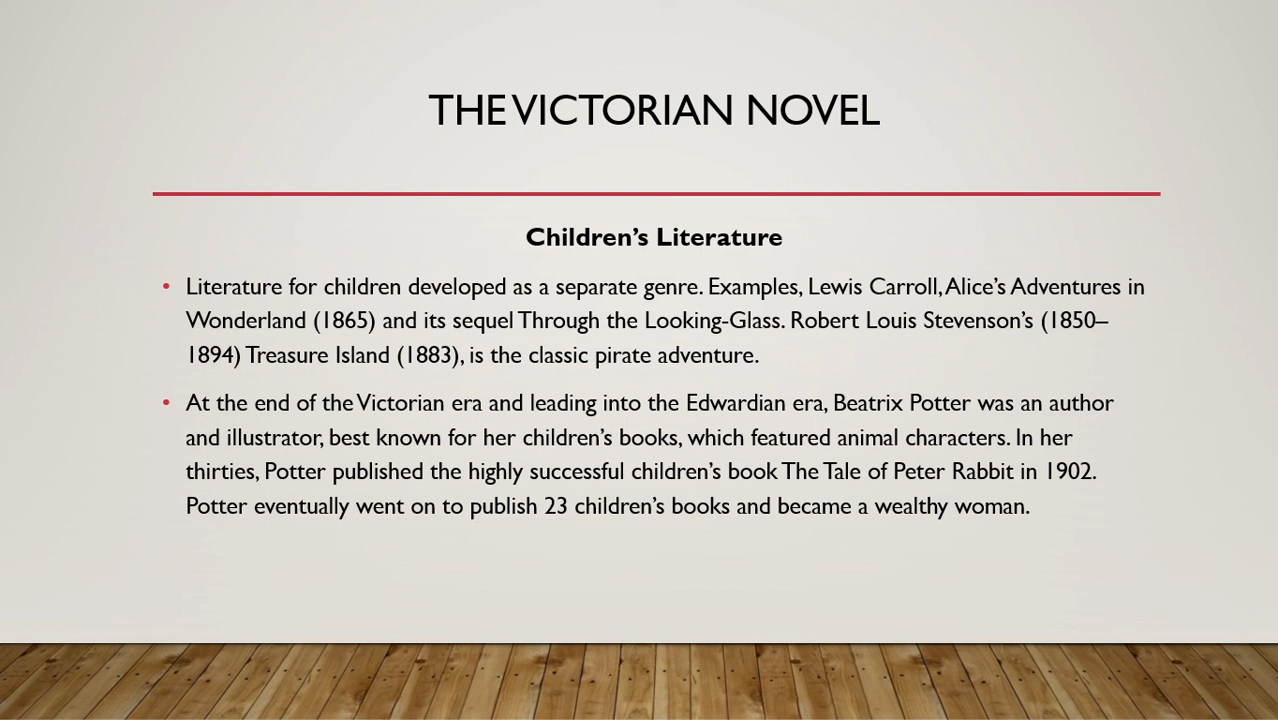 THE VICTORIAN NOVEL
Children’s Literature
• Literature for children developed as a separate genre. Examples, Lewis Carroll, Alice’s Adventures in
Wonderland (1865) and its sequel Through the Looking-Glass. Robert Louis Stevenson’s (1850–
1894) Treasure Island (1883), is the classic pirate adventure.
• At the end of the Victorian era and leading into the Edwardian era, Beatrix Potter was an author
and illustrator, best known for her children’s books, which featured animal characters. In her
thirties, Potter published the highly successful children’s book The Tale of Peter Rabbit in 1902.
Potter eventually went on to publish 23 children’s books and became a wealthy woman.